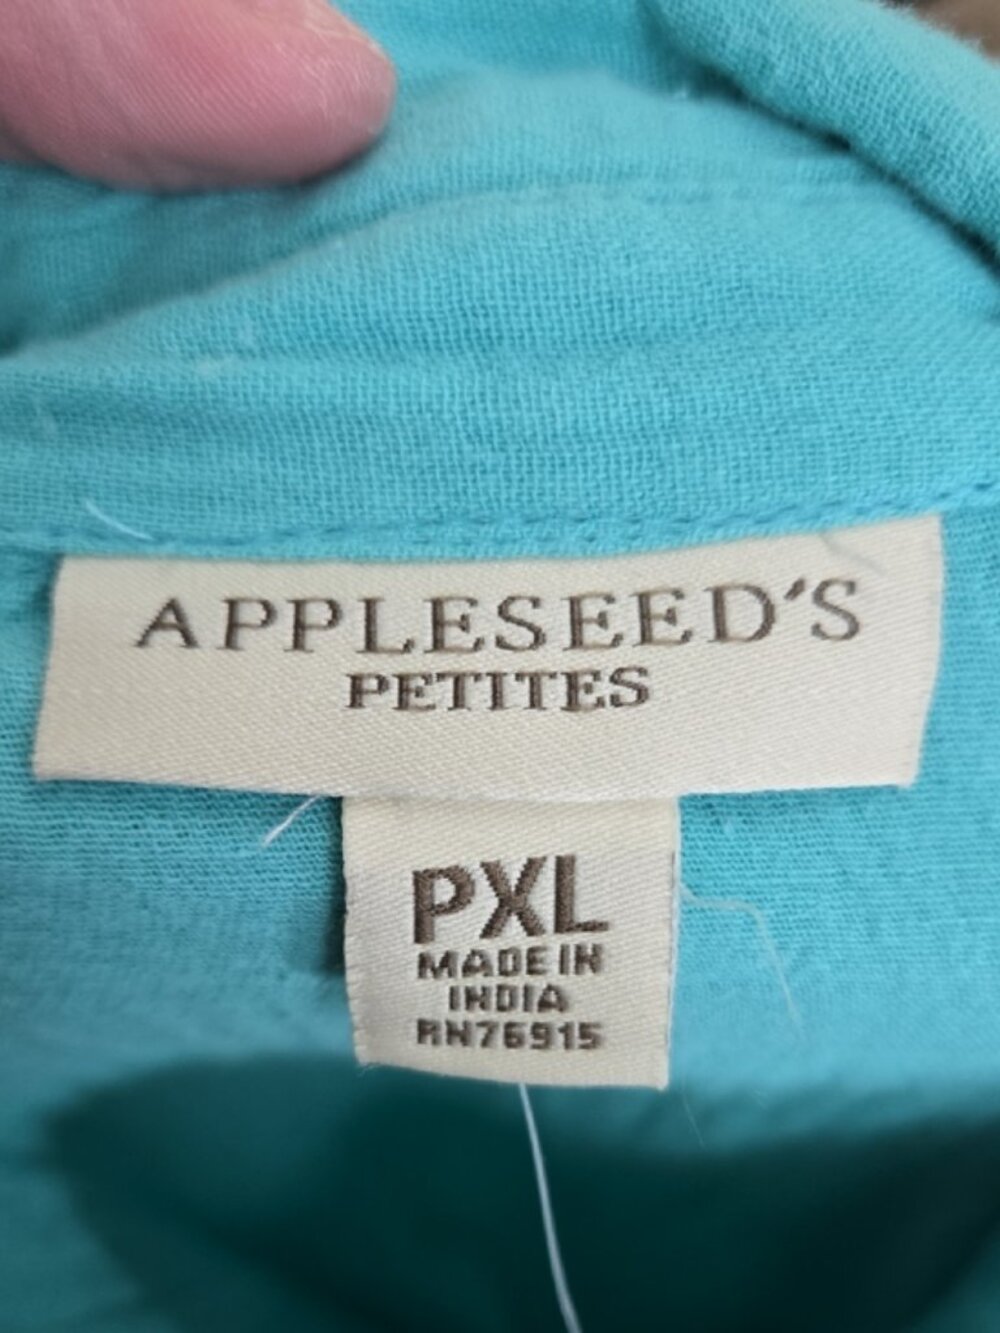 APPLESEED'S
PETITES
PXL
MADE IN
INDIA
RN76915